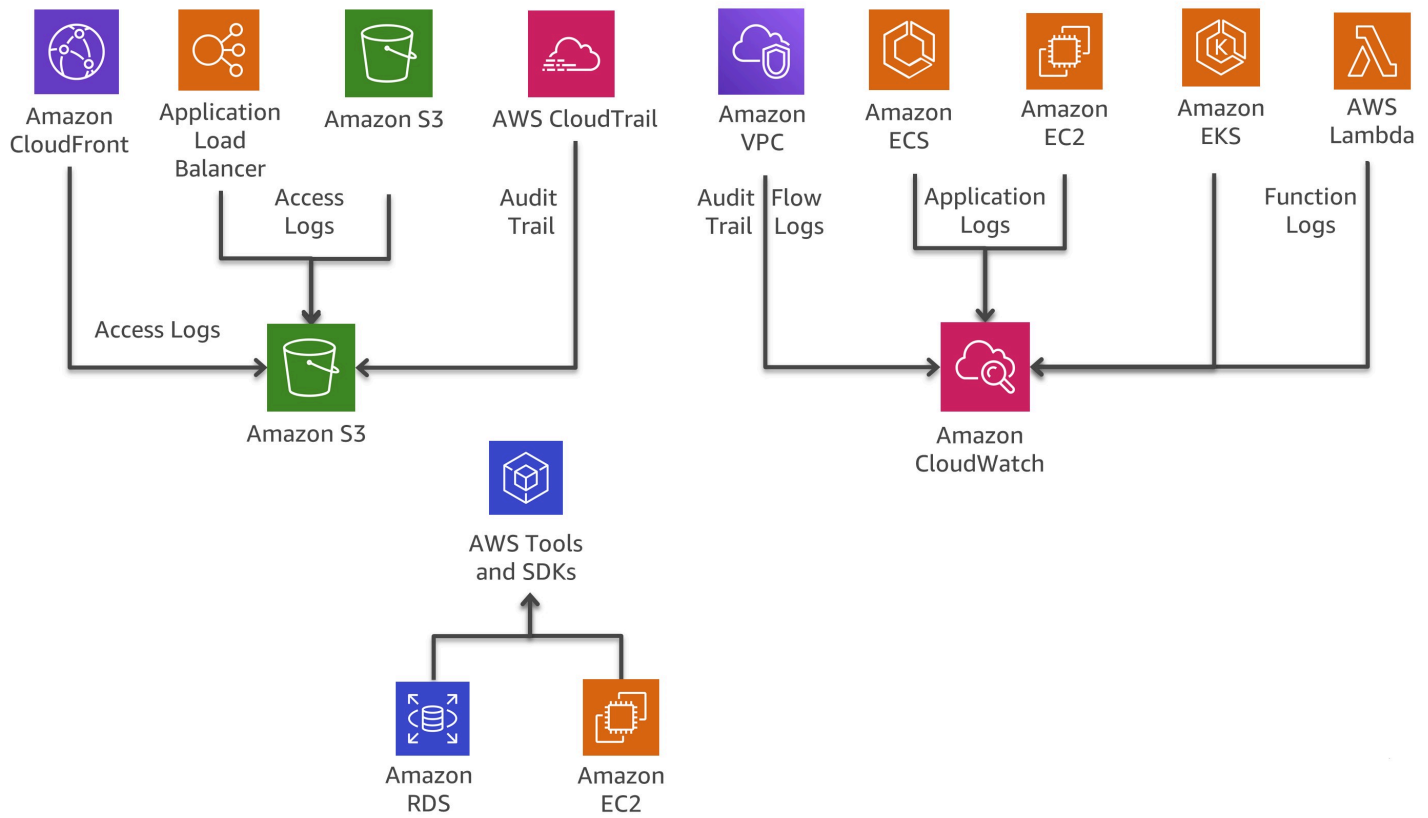 Amazon
CloudFront
Application
Load
Balancer
Amazon S3
AWS CloudTrail
Amazon
VPC
Amazon
ECS
Amazon
EC2
K
Amazon
EKS
AWS
Lambda
Access
Logs
Audit
Trail
Audit
Trail
Flow
Logs
Application
Logs
Function
Logs
Access Logs
Amazon S3
Amazon
CloudWatch
AWS Tools
and SDKs
Amazon
RDS
Amazon
EC2